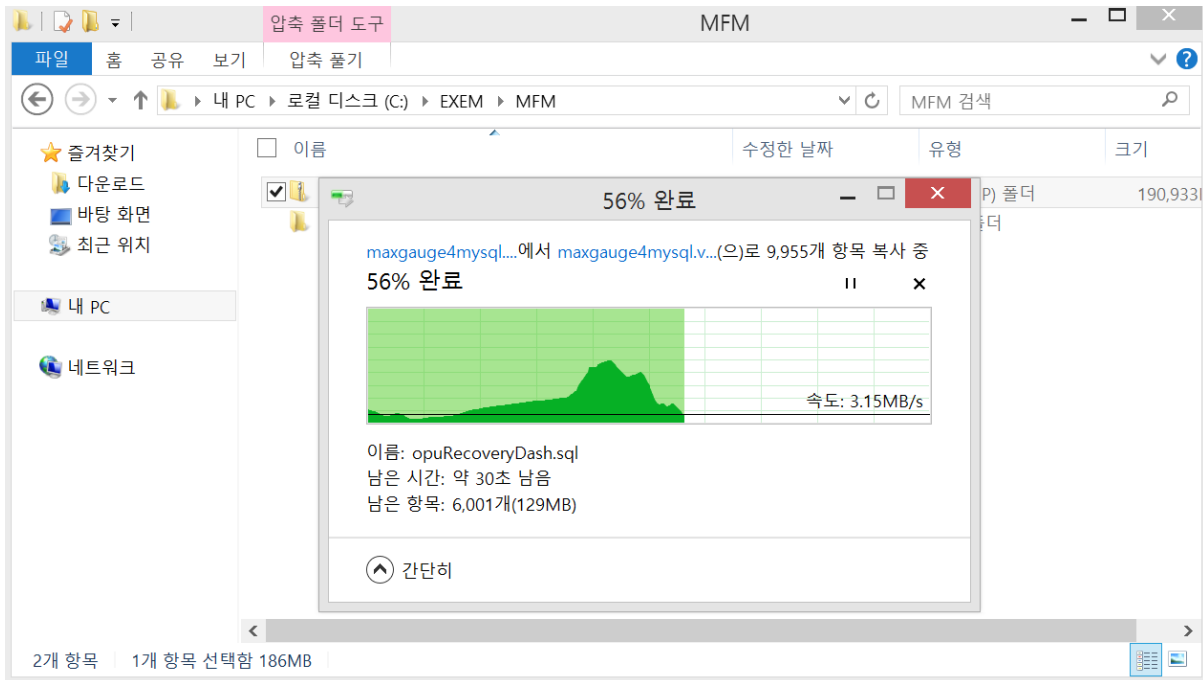 압축 폴더 도구
MFM
파일 홈 공유 보기 압축 풀기
내 PC 로컬 디스크 (C:) EXEM MFM
MFM 검색
즐겨찾기
다운로드
바탕 화면
최근 위치
내 PC
네트워크
이름 수정한 날짜 유형 크기
P) 폴더 190,933
56% 완료
maxgauge4mysql....에서 maxgauge4mysql.v...(으)로 9,955개 항목 복사 중
56% 완료
속도: 3.15MB/s
이름: opuRecoveryDash.sql
남은 시간: 약 30초 남음
남은 항목: 6,001개(129MB)
간단히
2개 항목 1개 항목 선택함 186MB